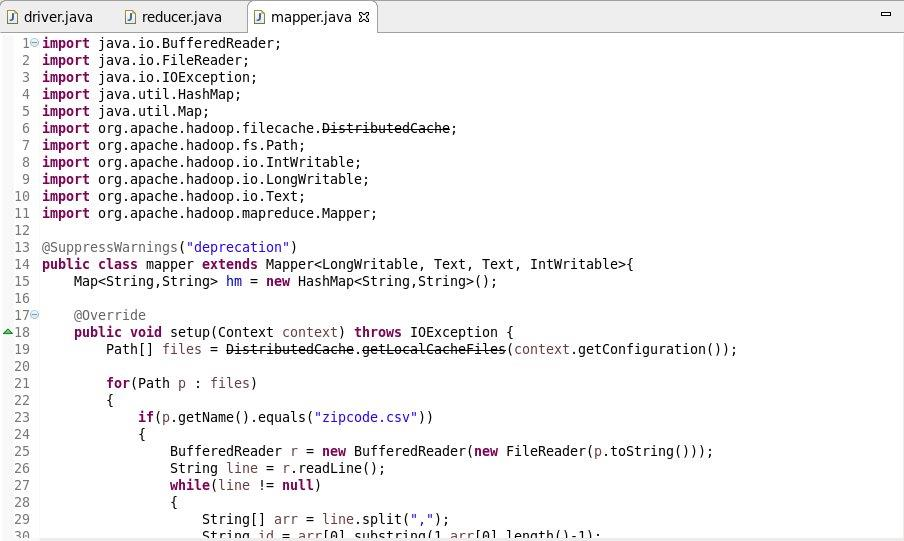 driver.java reducer.java mapper.java
1 import java.io.BufferedReader;
2 import java.io.FileReader;
3 import java.io.IOException;
4 import java.util.HashMap;
5 import java.util.Map;
6 import org.apache.hadoop.filecache.DistributedCache;
7 import org.apache.hadoop.fs.Path;
8 import org.apache.hadoop.io.IntWritable;
9 import org.apache.hadoop.io.LongWritable;
10 import org.apache.hadoop.io.Text;
11 import org.apache.hadoop.mapreduce.Mapper;
12
13 @SuppressWarnings("deprecation")
14 public class mapper extends Mapper<LongWritable, Text, Text, IntWritable>{
15     Map<String,String> hm = new HashMap<String,String>();
16
17     @Override
18     public void setup(Context context) throws IOException {
19         Path[] files = DistributedCache.getLocalCacheFiles(context.getConfiguration());
20
21         for(Path p : files)
22         {
23             if(p.getName().equals("zipcode.csv"))
24             {
25                 BufferedReader r = new BufferedReader(new FileReader(p.toString()));
26                 String line = r.readLine();
27                 while(line != null)
28                 {
29                     String[] arr = line.split(",");
30                     String id = arr[0].substring(1,arr[0].length()-1);